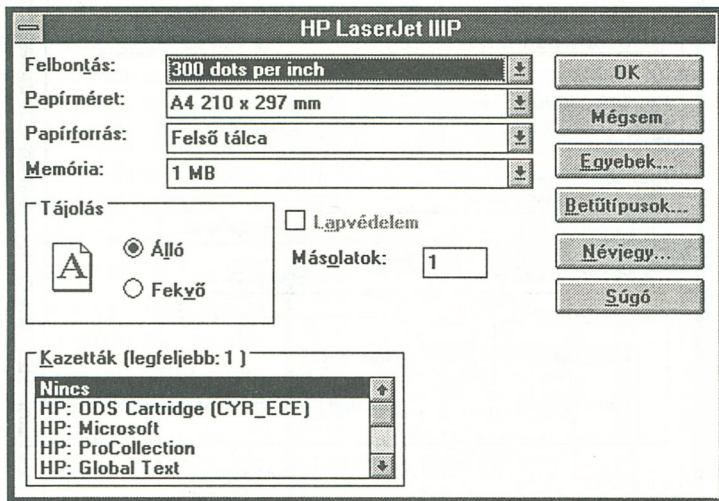 HP LaserJet IIIP
Felbontás: 300 dots per inch
Papírméret: A4 210 x 297 mm
Papírforrás: Felső tálca
Memória: 1 MB
OK
Mégsem
Egyebek...
Betűtípusok...
Névjegy...
Súgó
Tájolás
A
Álló
Fekvő
Lapvédelem
Másolatok: 1
Kazetták (legfeljebb: 1 )
Nincs
HP: ODS Cartridge (CYR_ECE)
HP: Microsoft
HP: ProCollection
HP: Global Text